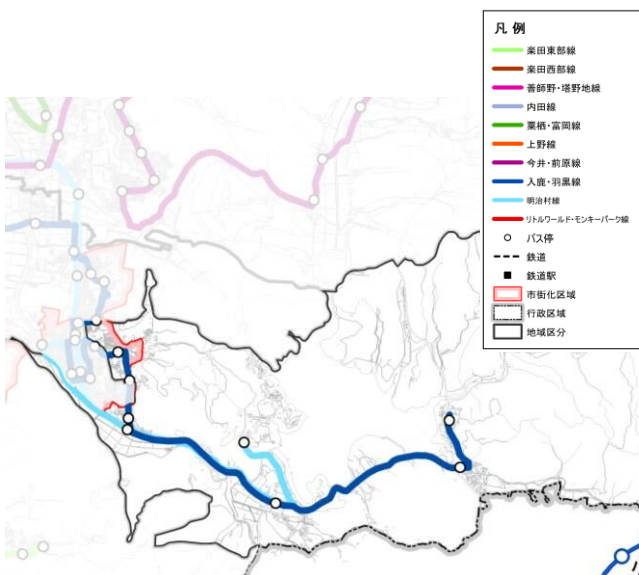 凡 例
楽田東部線
楽田西部線
善師野・塔野地線
内田線
栗栖・富岡線
上野線
今井・前原線
入鹿・羽黒線
明治村線
リトルワールド・モンキーパーク線
バス停
鉄道
鉄道駅
市街化区域
行政区域
地域区分